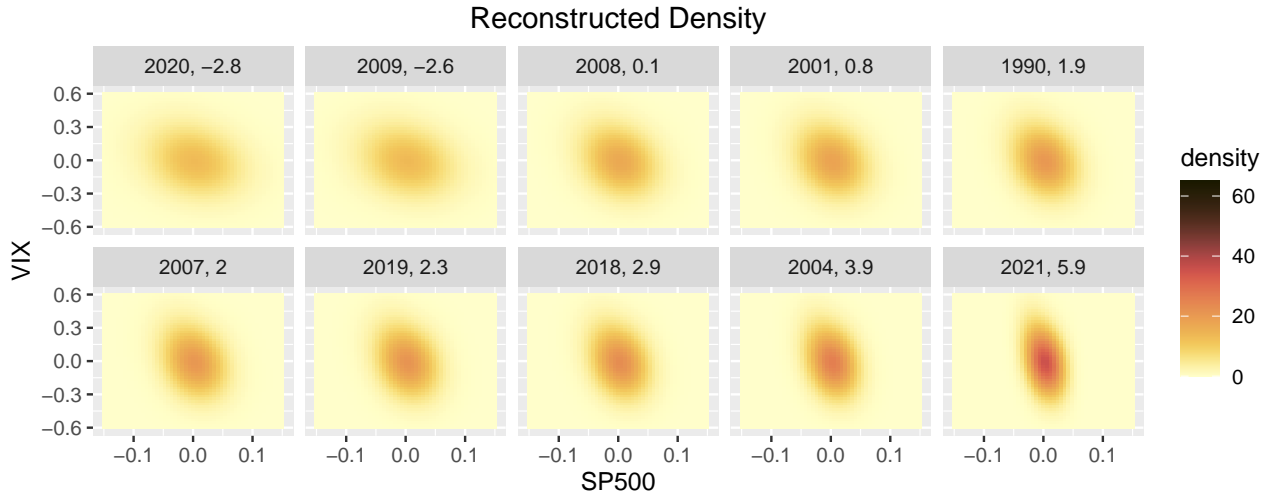 Reconstructed Density
2020, −2.8
2009, −2.6
2008, 0.1
2001, 0.8
1990, 1.9
0.6
0.3
0.0
−0.3
−0.6
2007, 2
2019, 2.3
2018, 2.9
2004, 3.9
2021, 5.9
0.6
0.3
0.0
−0.3
−0.6
VIX
−0.1 0.0 0.1
−0.1 0.0 0.1
−0.1 0.0 0.1
−0.1 0.0 0.1
−0.1 0.0 0.1
SP500
density
60
40
20
0